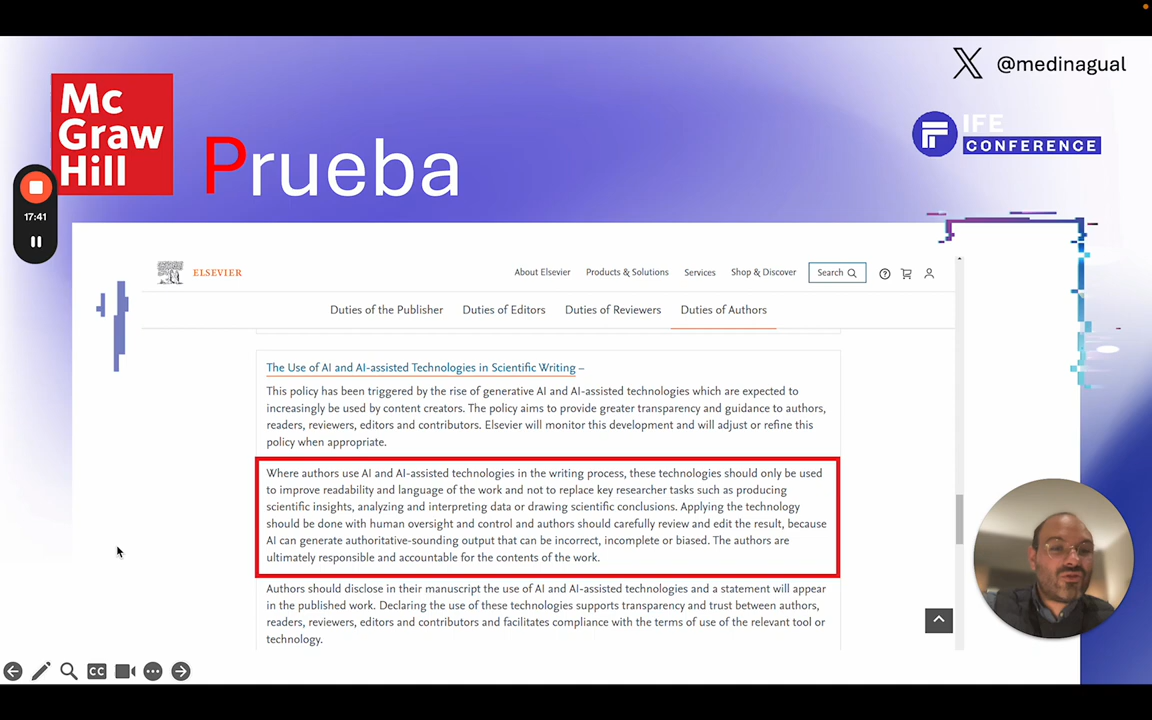 @medinagual
Mc
Graw
Hill
Prueba
IFE
CONFERENCE
17:41
ELSEVIER
About Elsevier
Products & Solutions
Services
Shop & Discover
Search
Duties of the Publisher
Duties of Editors
Duties of Reviewers
Duties of Authors
The Use of AI and AI-assisted Technologies in Scientific Writing –
This policy has been triggered by the rise of generative AI and AI-assisted technologies which are expected to
increasingly be used by content creators. The policy aims to provide greater transparency and guidance to authors,
readers, reviewers, editors and contributors. Elsevier will monitor this development and will adjust or refine this
policy when appropriate.
Where authors use AI and AI-assisted technologies in the writing process, these technologies should only be used
to improve readability and language of the work and not to replace key researcher tasks such as producing
scientific insights, analyzing and interpreting data or drawing scientific conclusions. Applying the technology
should be done with human oversight and control and authors should carefully review and edit the result, because
AI can generate authoritative-sounding output that can be incorrect, incomplete or biased. The authors are
ultimately responsible and accountable for the contents of the work.
Authors should disclose in their manuscript the use of AI and AI-assisted technologies and a statement will appear
in the published work. Declaring the use of these technologies supports transparency and trust between authors,
readers, reviewers, editors and contributors and facilitates compliance with the terms of use of the relevant tool or
technology.
CC